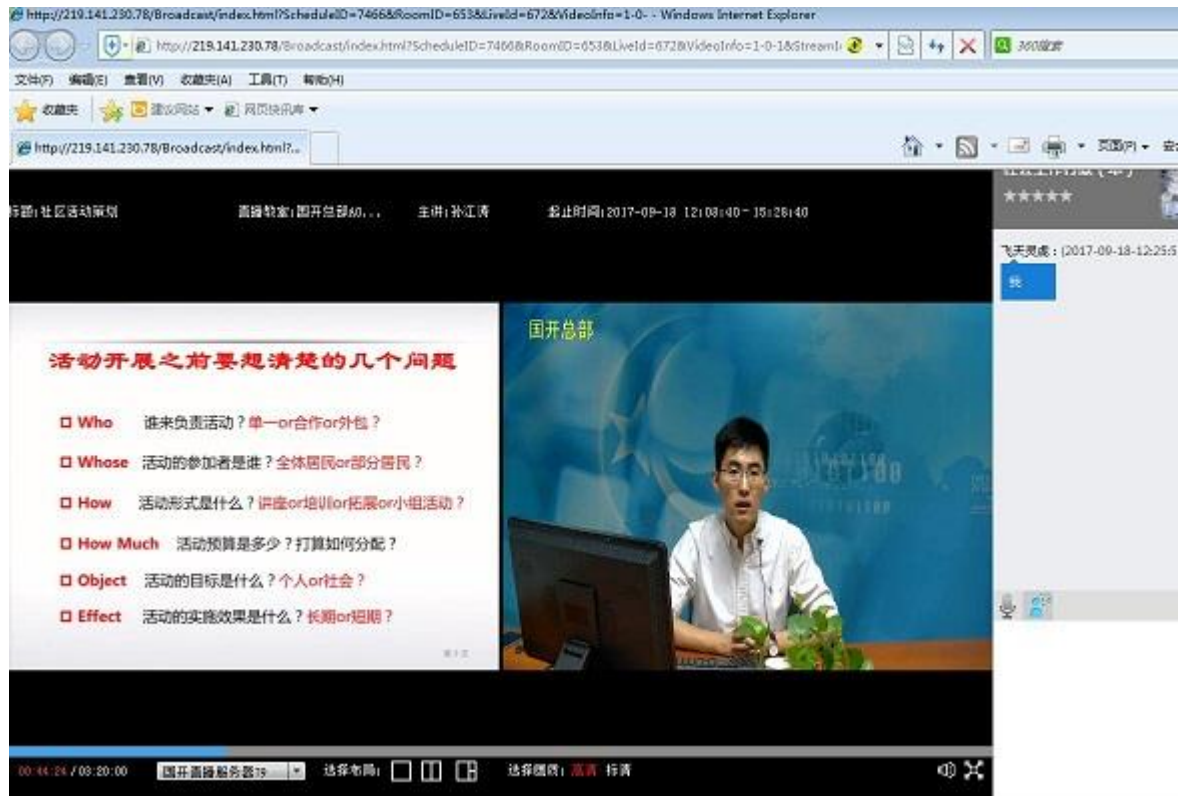 http://219.141.230.78/Broadcast/index.html?ScheduleID=7466&RoomID=653&LiveId=672&VideoInfo=1-0- - Windows Internet Explorer
http://219.141.230.78/Broadcast/index.html?ScheduleID=7466&RoomID=653&LiveId=672&VideoInfo=1-0-1&Stream
360搜索
文件(F) 编辑(E) 查看(V) 收藏夹(A) 工具(T) 帮助(H)
收藏夹 建议网站 网页快讯库
http://219.141.230.78/Broadcast/index.html?...
页面(P)
标题:社区活动策划 直播教室:国开总部A0... 主讲:孙江涛 起止时间:2017-09-18 12:08:40-15:28:40
飞天灵虎:(2017-09-18-12:25:5
国开总部
活动开展之前要想清楚的几个问题
Who 谁来负责活动?单一or合作or外包?
Whose 活动的参加者是谁?全体居民or部分居民?
How 活动形式是什么?讲座or培训or拓展or小组活动?
How Much 活动预算是多少?打算如何分配?
Object 活动的目标是什么?个人or社会?
Effect 活动的实施效果是什么?长期or短期?
00:44:24 / 03:20:00 国开直播服务器79 选择布局: 选择画质: 高清 标清